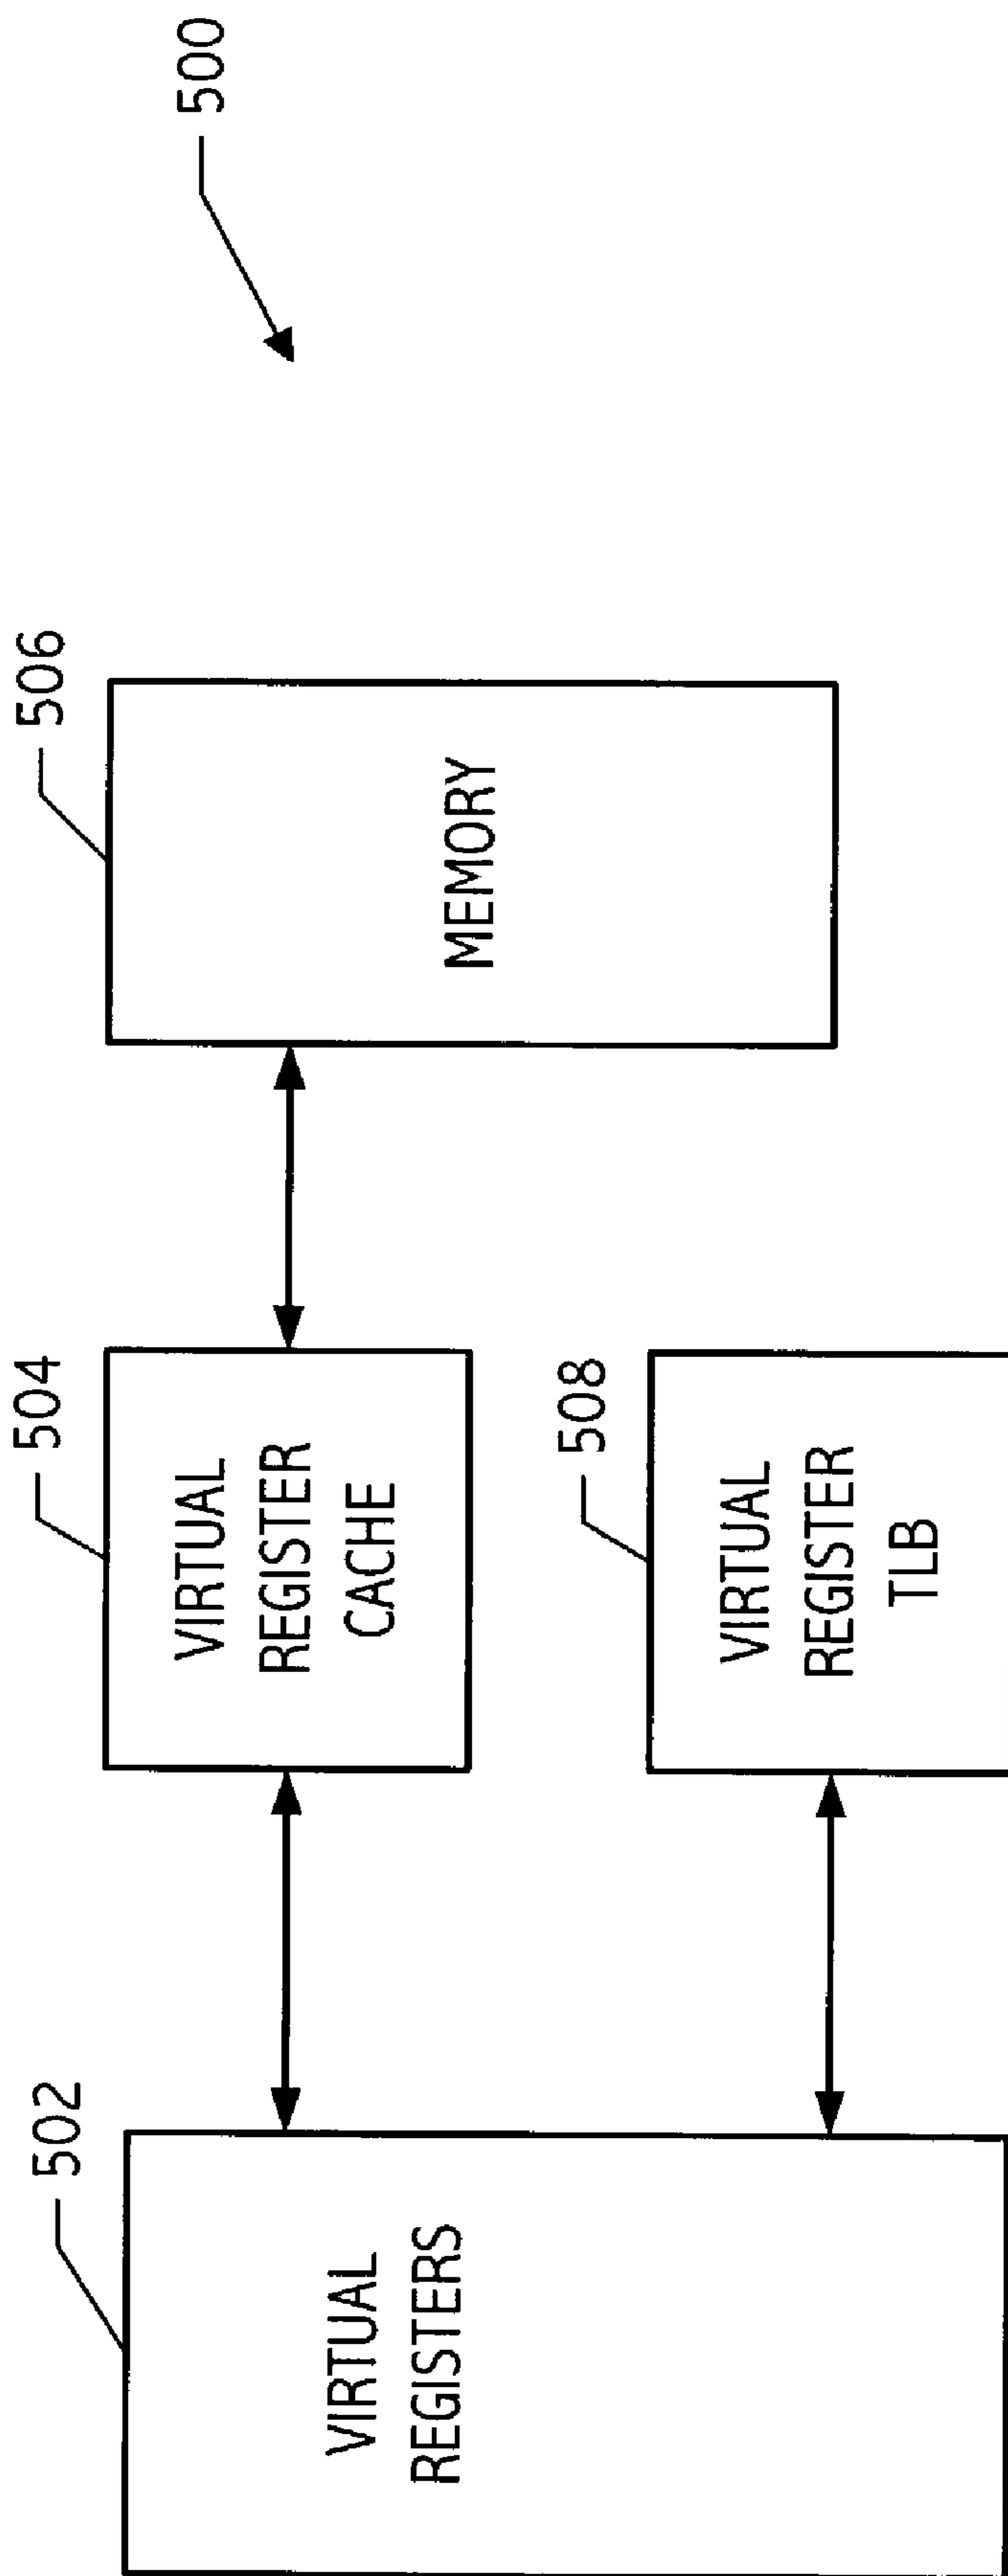 500
506
MEMORY
504
VIRTUAL
REGISTER
CACHE
508
VIRTUAL
REGISTER
TLB
502
VIRTUAL
REGISTERS